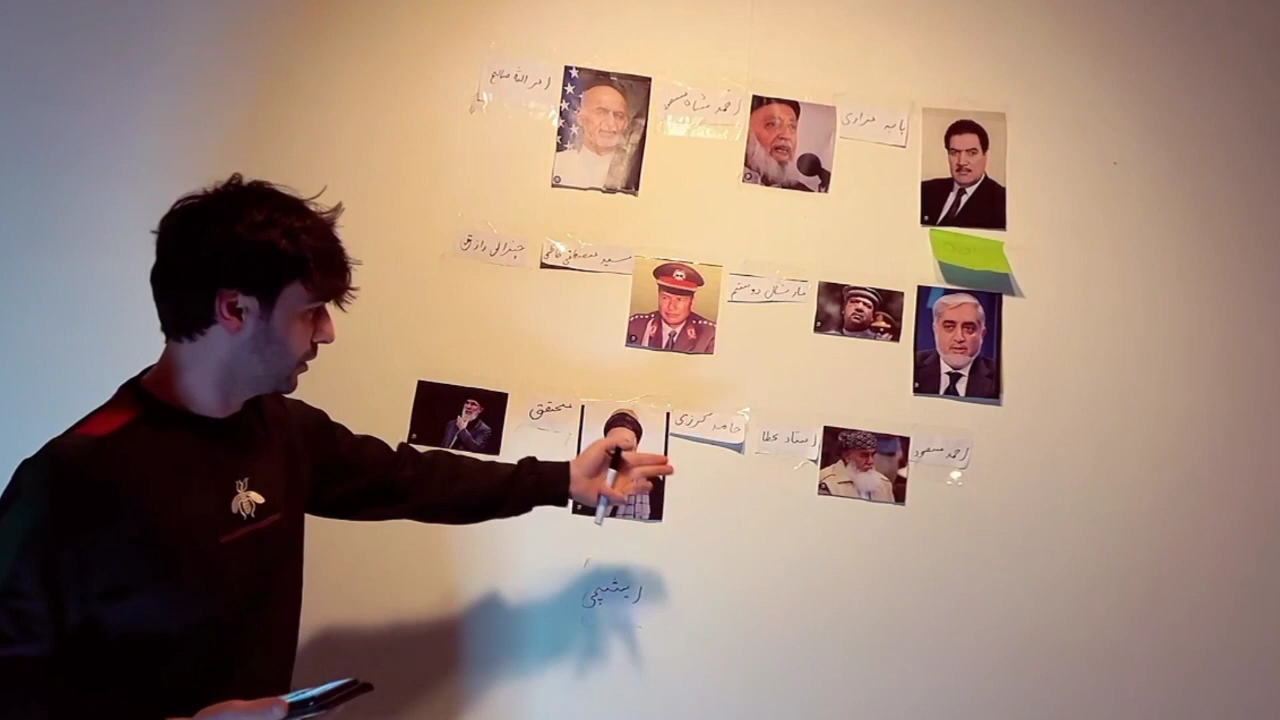 امرالله صالح
احمد شاه مسعود
بابه مزاری
جنرال رازق
سید مصطفی کاظمی
مارشال دوستم
محقق
حامد کرزی
استاد عطا
احمد مسعود
ایشچی